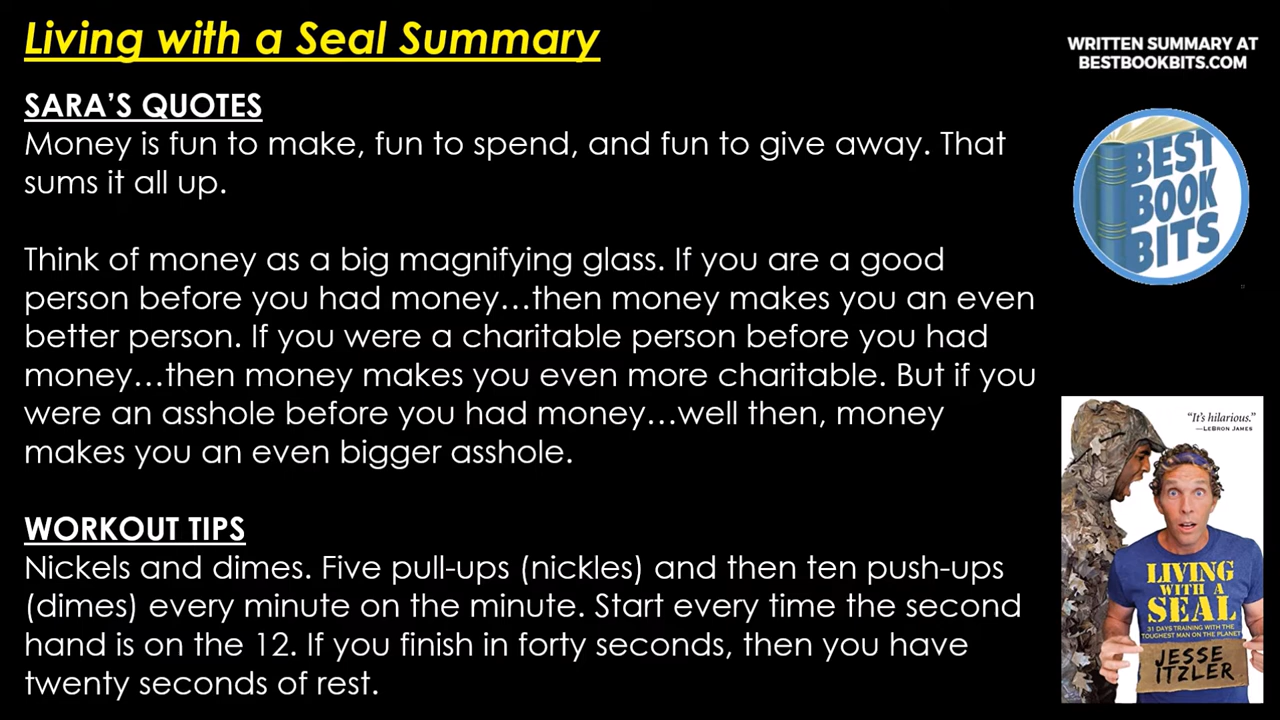 Living with a Seal Summary
WRITTEN SUMMARY AT
BESTBOOKBITS.COM
SARA'S QUOTES
Money is fun to make, fun to spend, and fun to give away. That
sums it all up.
Think of money as a big magnifying glass. If you are a good
person before you had money…then money makes you an even
better person. If you were a charitable person before you had
money…then money makes you even more charitable. But if you
were an asshole before you had money…well then, money
makes you an even bigger asshole.
WORKOUT TIPS
Nickels and dimes. Five pull-ups (nickles) and then ten push-ups
(dimes) every minute on the minute. Start every time the second
hand is on the 12. If you finish in forty seconds, then you have
twenty seconds of rest.
BEST
BOOK
BITS
"It's hilarious."
—LEBRON JAMES
LIVING
WITH A
SEAL
31 DAYS TRAINING WITH THE
TOUGHEST MAN ON THE PLANET
JESSE
ITZLER